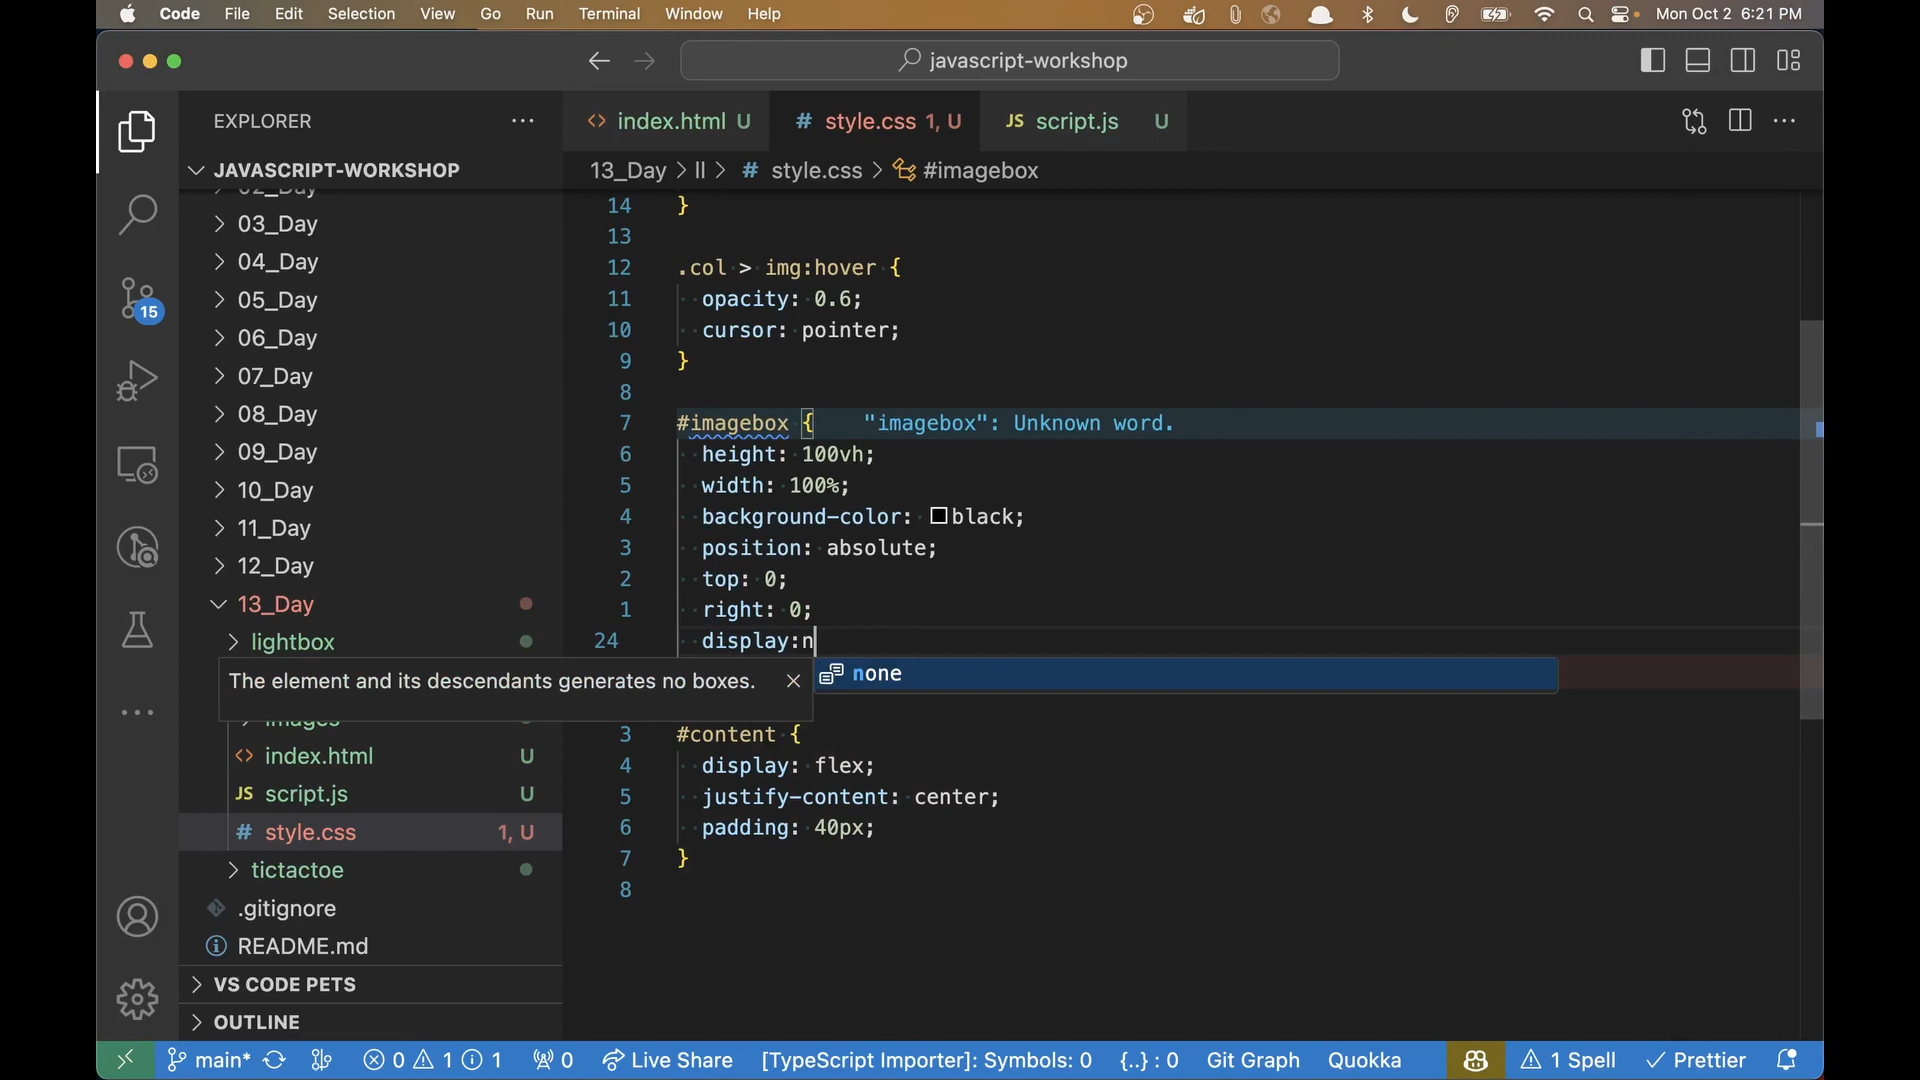 Code File Edit Selection View Go Run Terminal Window Help Mon Oct 2 6:21 PM
javascript-workshop
EXPLORER
index.html U
# style.css 1, U
JS script.js U
JAVASCRIPT-WORKSHOP
13_Day > ll > # style.css > #imagebox
02_Day
03_Day
04_Day
05_Day
06_Day
07_Day
08_Day
09_Day
10_Day
11_Day
12_Day
13_Day
lightbox
images
index.html U
JS script.js U
# style.css 1, U
tictactoe
.gitignore
README.md
VS CODE PETS
OUTLINE
15
14 }
13
12 .col > img:hover {
11 opacity: 0.6;
10 cursor: pointer;
9 }
8
7 #imagebox { "imagebox": Unknown word.
6 height: 100vh;
5 width: 100%;
4 background-color: black;
3 position: absolute;
2 top: 0;
1 right: 0;
24 display:n
The element and its descendants generates no boxes.
none
3 #content {
4 display: flex;
5 justify-content: center;
6 padding: 40px;
7 }
8
main* 0 1 1 0 Live Share [TypeScript Importer]: Symbols: 0 {..} : 0 Git Graph Quokka 1 Spell Prettier